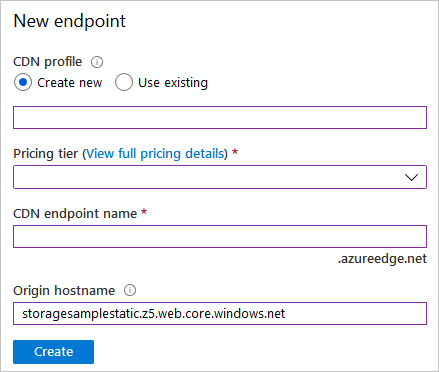 New endpoint
CDN profile
Create new Use existing
Pricing tier (View full pricing details) *
CDN endpoint name *
.azureedge.net
Origin hostname
storagesamplestatic.z5.web.core.windows.net
Create